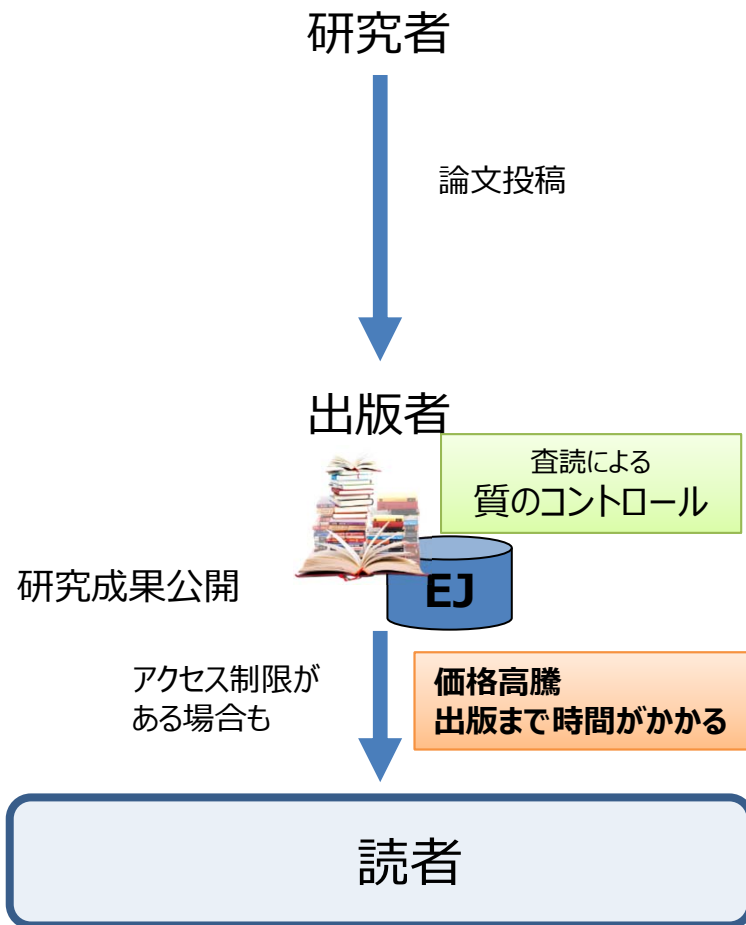 研究者
論文投稿
出版者
査読による
質のコントロール
EJ
研究成果公開
アクセス制限が
ある場合も
価格高騰
出版まで時間がかかる
読者